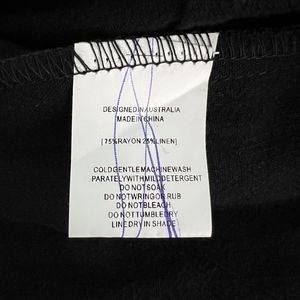 DESIGNED IN AUSTRALIA
MADE IN CHINA
[75%RAYON 25%LINEN]
COLD GENTLE MACHINE WASH
PARATELY WITH MILD DETERGENT
DO NOT SOAK
DO NOT WRING OR RUB
DO NOT BLEACH
DO NOT TUMBLE DRY
LINE DRY IN SHADE